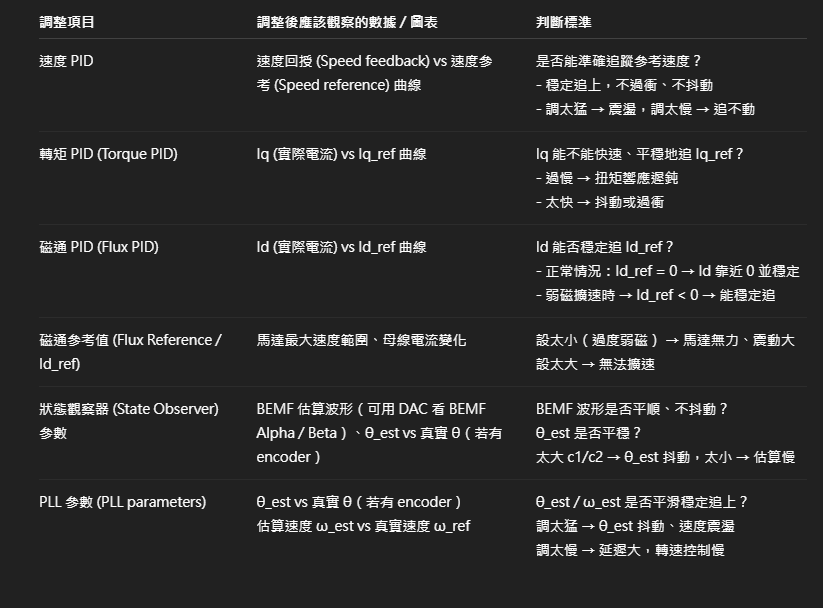 調整項目
調整後應該觀察的數據 / 圖表
判斷標準
速度 PID
速度回授 (Speed feedback) vs 速度參
考 (Speed reference) 曲線
是否能準確追蹤參考速度？
- 穩定追上，不過衝、不抖動
- 調太猛 → 震盪，調太慢 → 追不動
轉矩 PID (Torque PID)
Iq (實際電流) vs Iq_ref 曲線
Iq 能不能快速、平穩地追 Iq_ref？
- 過慢 → 扭矩響應遲鈍
- 太快 → 抖動或過衝
磁通 PID (Flux PID)
Id (實際電流) vs Id_ref 曲線
Id 能否穩定追 Id_ref？
- 正常情況：Id_ref = 0 → Id 靠近 0 並穩定
- 弱磁擴速時 → Id_ref < 0 → 能穩定追
磁通參考值 (Flux Reference /
Id_ref)
馬達最大速度範圍、母線電流變化
設太小（過度弱磁） → 馬達無力、震動大
設太大 → 無法擴速
狀態觀察器 (State Observer)
參數
BEMF 估算波形（可用 DAC 看 BEMF
Alpha / Beta）、θ_est vs 真實 θ（若有
encoder）
BEMF 波形是否平順、不抖動？
θ_est 是否平穩？
太大 c1/c2 → θ_est 抖動，太小 → 估算慢
PLL 參數 (PLL parameters)
θ_est vs 真實 θ（若有 encoder）
估算速度 ω_est vs 真實速度 ω_ref
θ_est / ω_est 是否平滑穩定追上？
調太猛 → θ_est 抖動、速度震盪
調太慢 → 延遲大，轉速控制慢